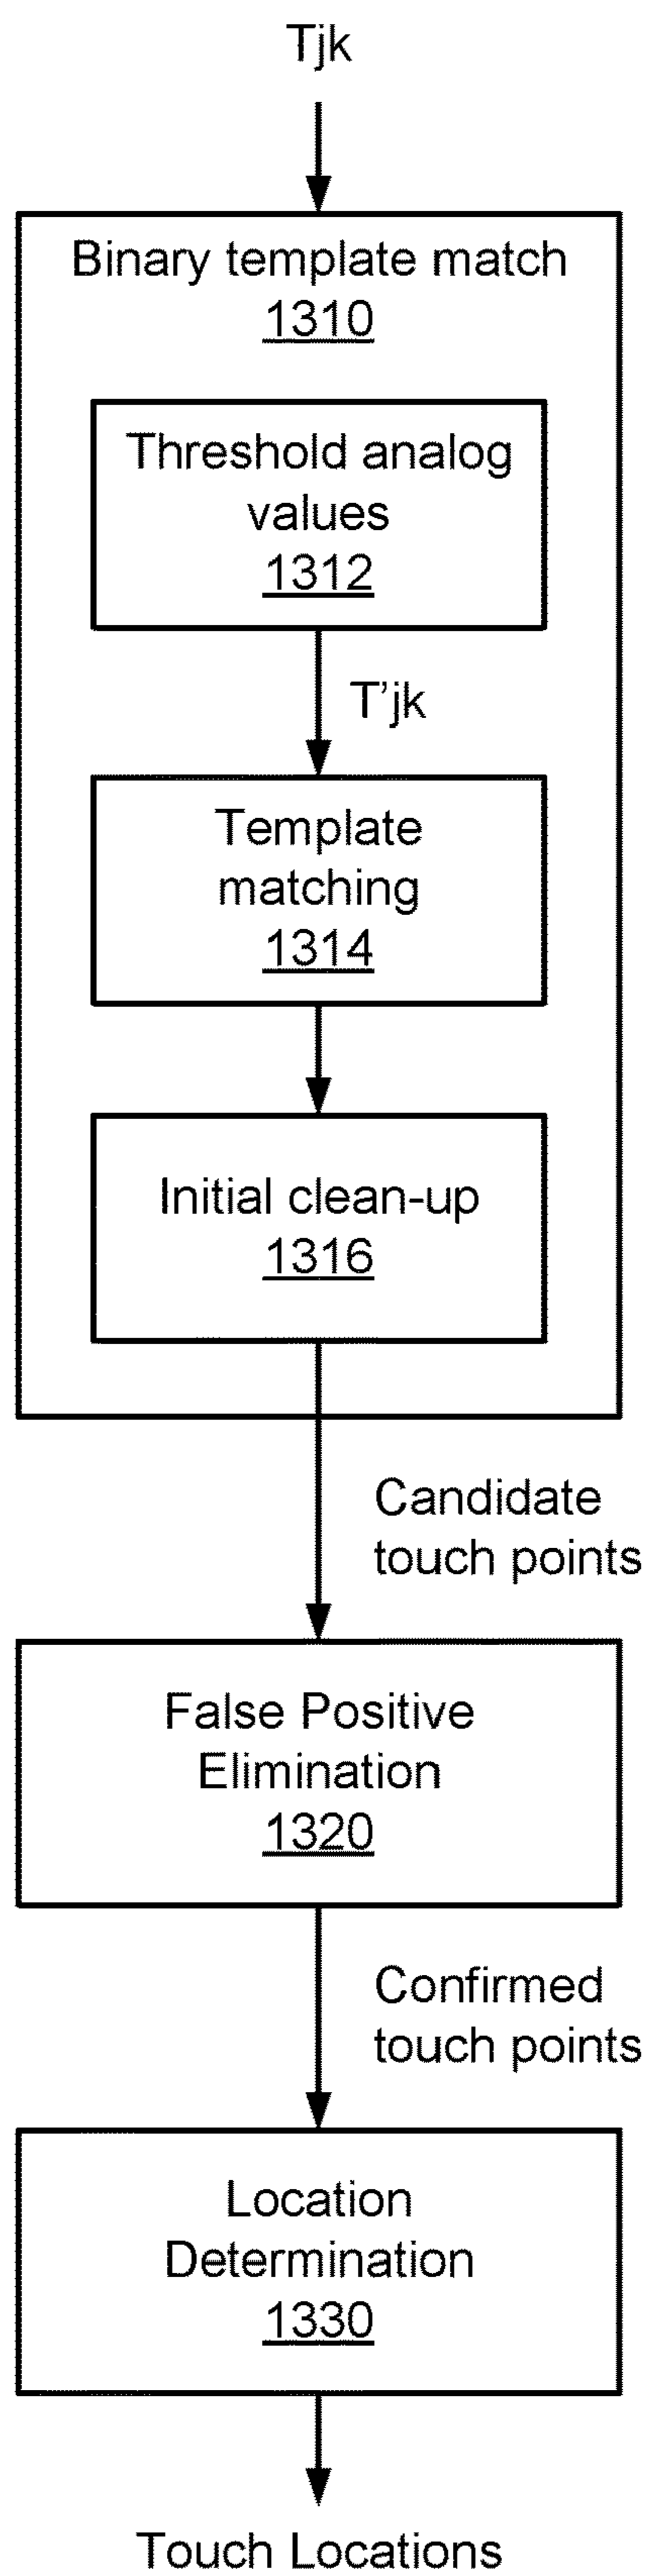 Tjk
Binary template match
1310
Threshold analog
values
1312
T’jk
Template
matching
1314
Initial clean-up
1316
Candidate
touch points
False Positive
Elimination
1320
Confirmed
touch points
Location
Determination
1330
Touch Locations